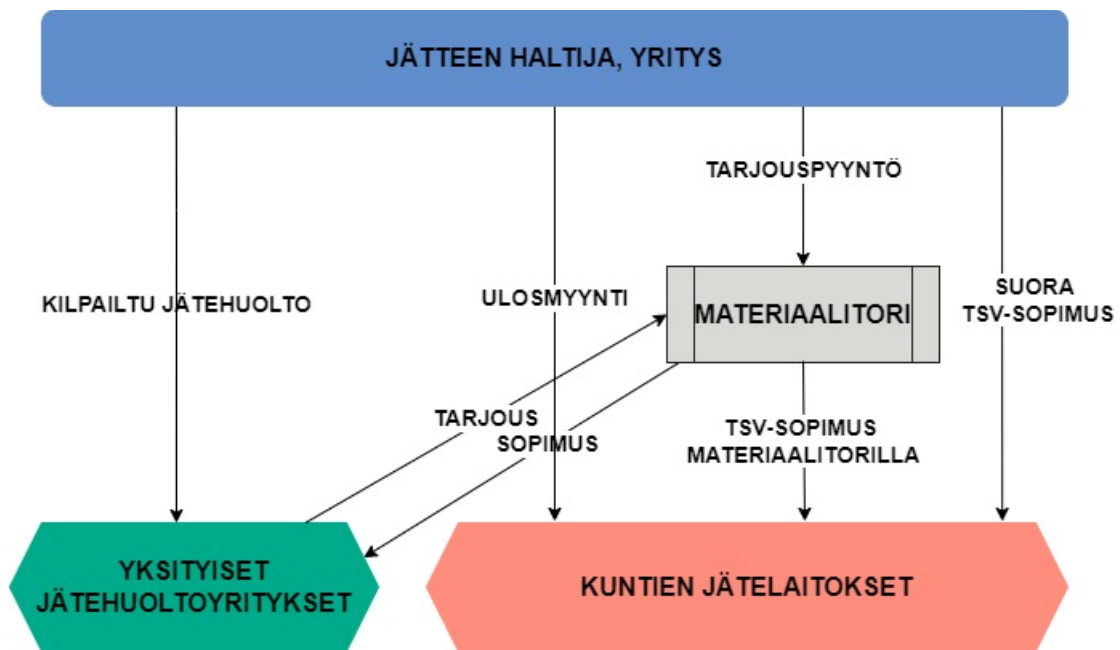 JÄTTEEN HALTIJA, YRITYS
TARJOUSPYYNTÖ
KILPAILTU JÄTEHUOLTO
ULOSMYYNTI
MATERIAALITORI
SUORA
TSV-SOPIMUS
TARJOUS
SOPIMUS
TSV-SOPIMUS
MATERIAALITORILLA
YKSITYISET
JÄTEHUOLTOYRITYKSET
KUNTIEN JÄTELAITOKSET